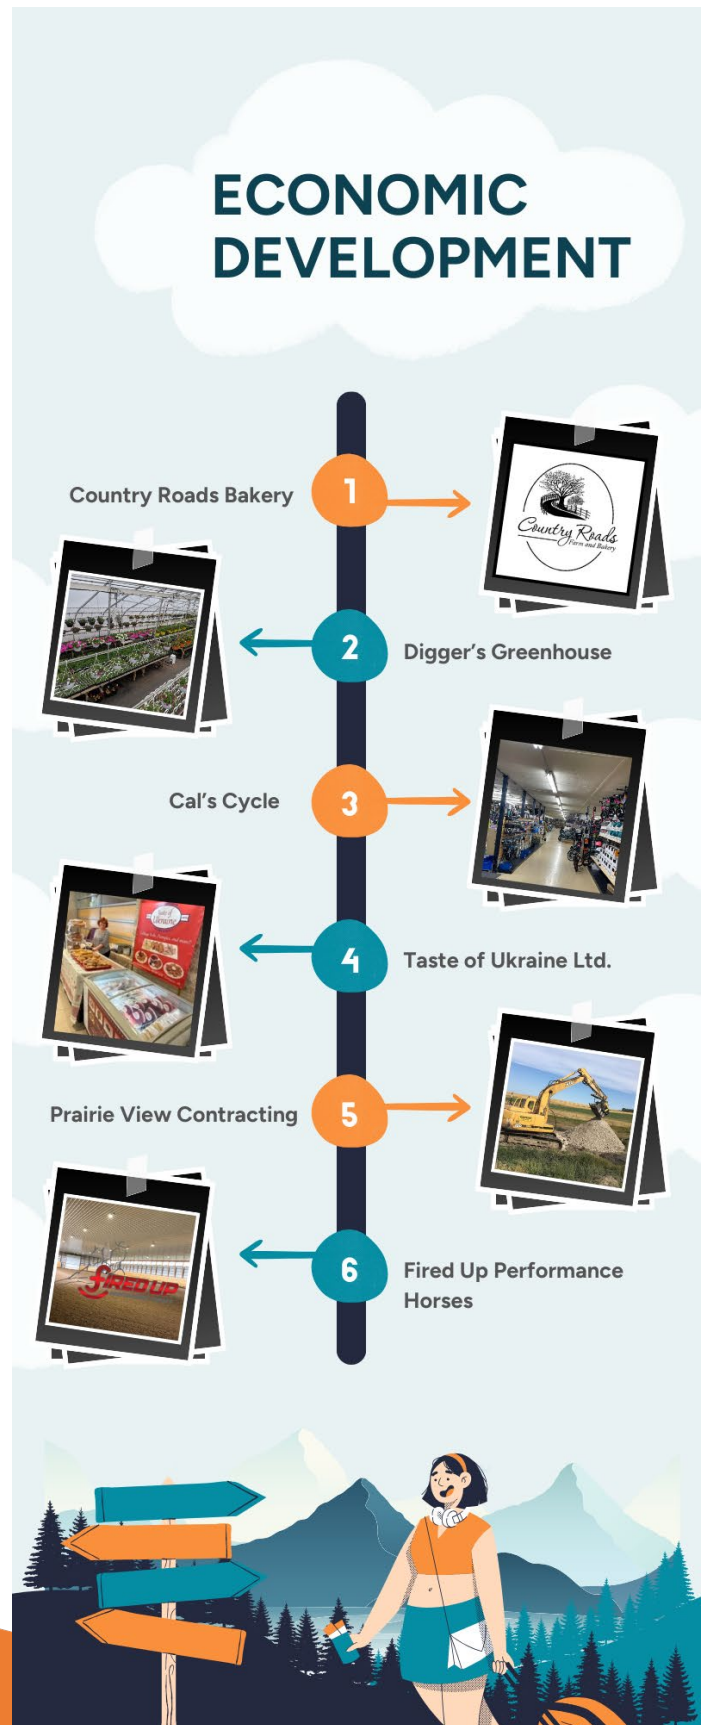 ECONOMIC
DEVELOPMENT
1
Country Roads Bakery
Country Roads
Farm and Bakery
2
Digger's Greenhouse
3
Cal's Cycle
4
Taste of Ukraine Ltd.
Ukraine
5
Prairie View Contracting
6
Fired Up Performance
Horses
FIRED UP